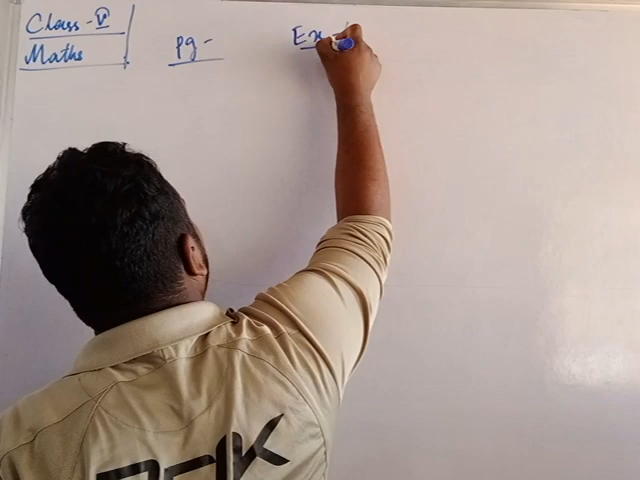 Class - V
Maths
Pg -
Ex